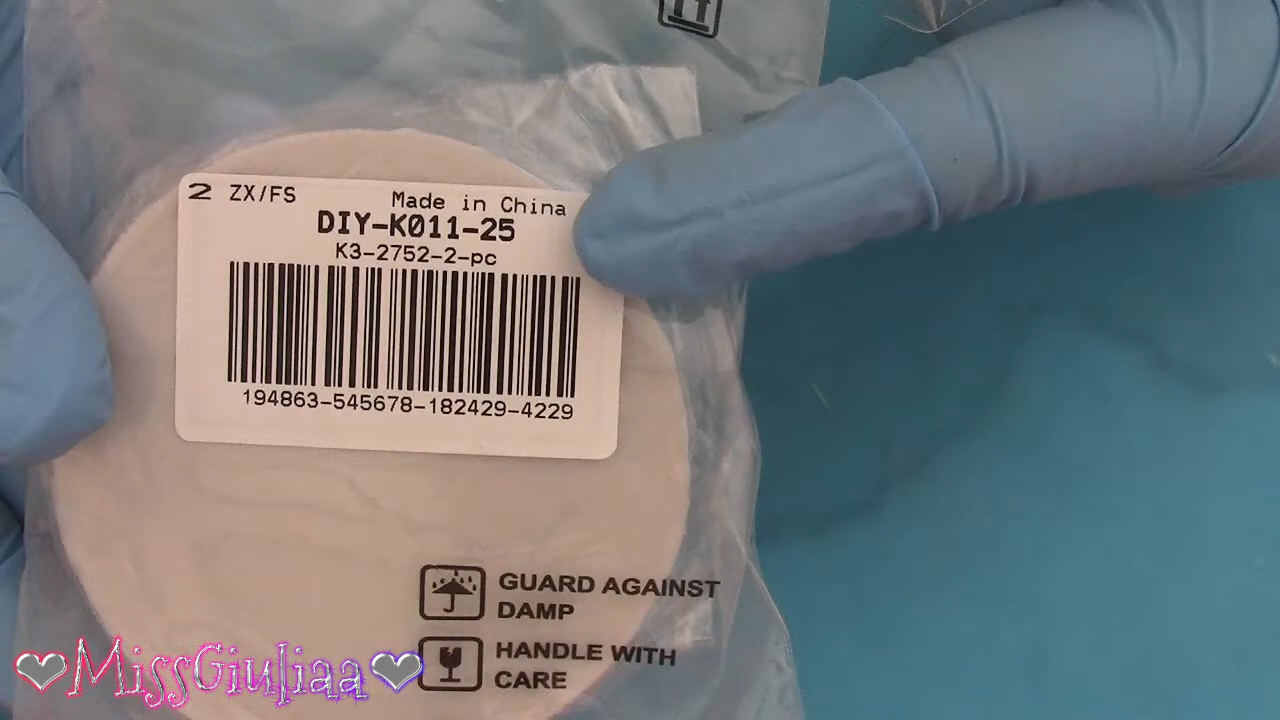 2 ZX/FS Made in China
DIY-K011-25
K3-2752-2-pc
194863-545678-182429-4229
GUARD AGAINST
DAMP
HANDLE WITH
CARE
MissGiuliaa